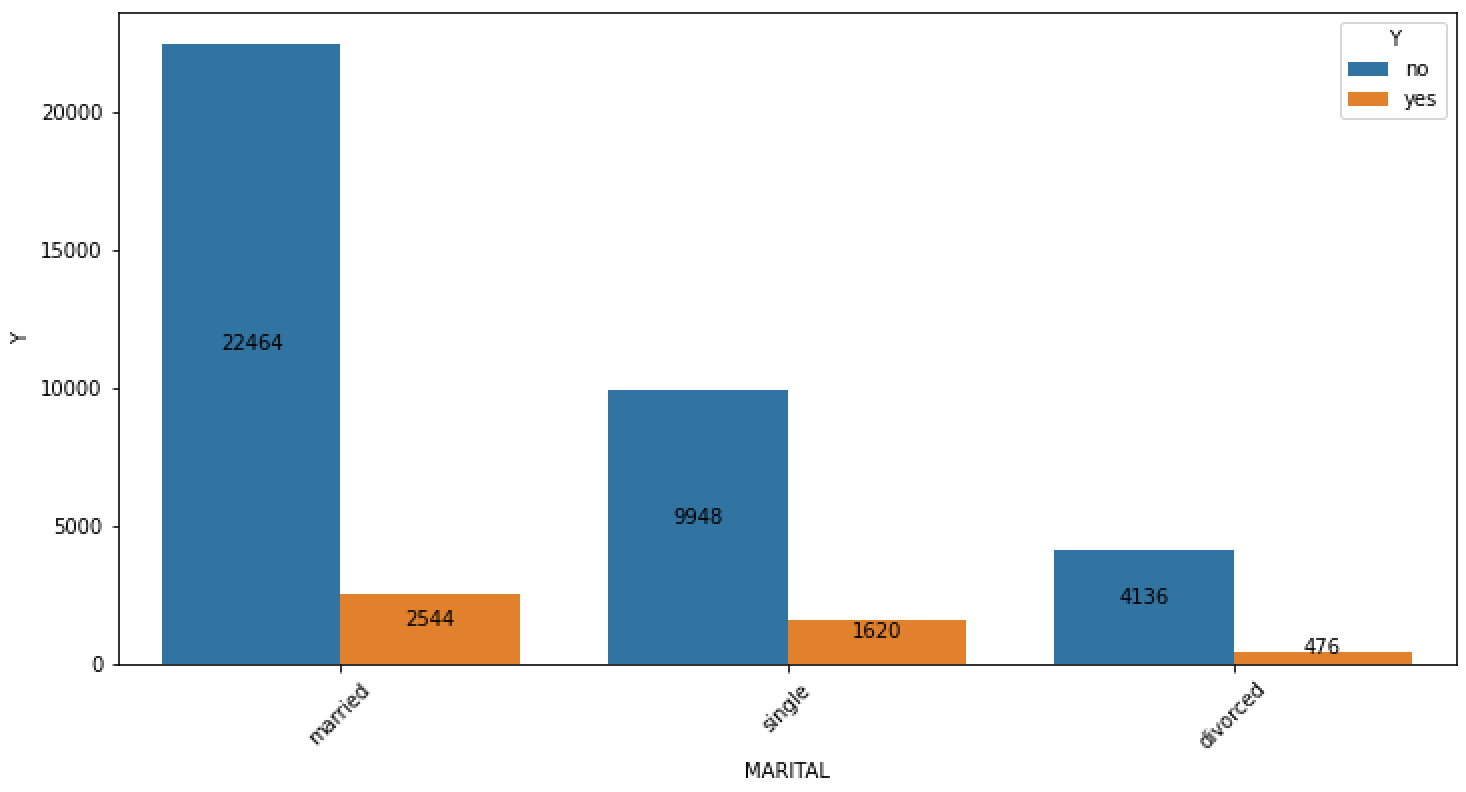 Y
no
yes
20000
15000
10000
5000
0
Y
22464
2544
9948
1620
4136
476
married
single
divorced
MARITAL